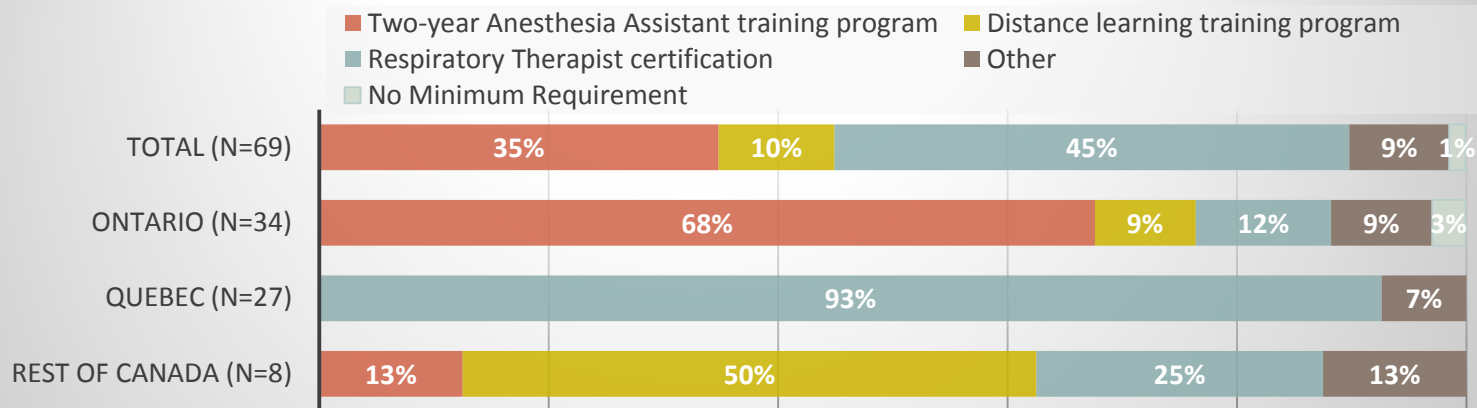 Two-year Anesthesia Assistant training program Distance learning training program
Respiratory Therapist certification Other
No Minimum Requirement
TOTAL (N=69) 35% 10% 45% 9% 1%
ONTARIO (N=34) 68% 9% 12% 9% 3%
QUEBEC (N=27) 93% 7%
REST OF CANADA (N=8) 13% 50% 25% 13%